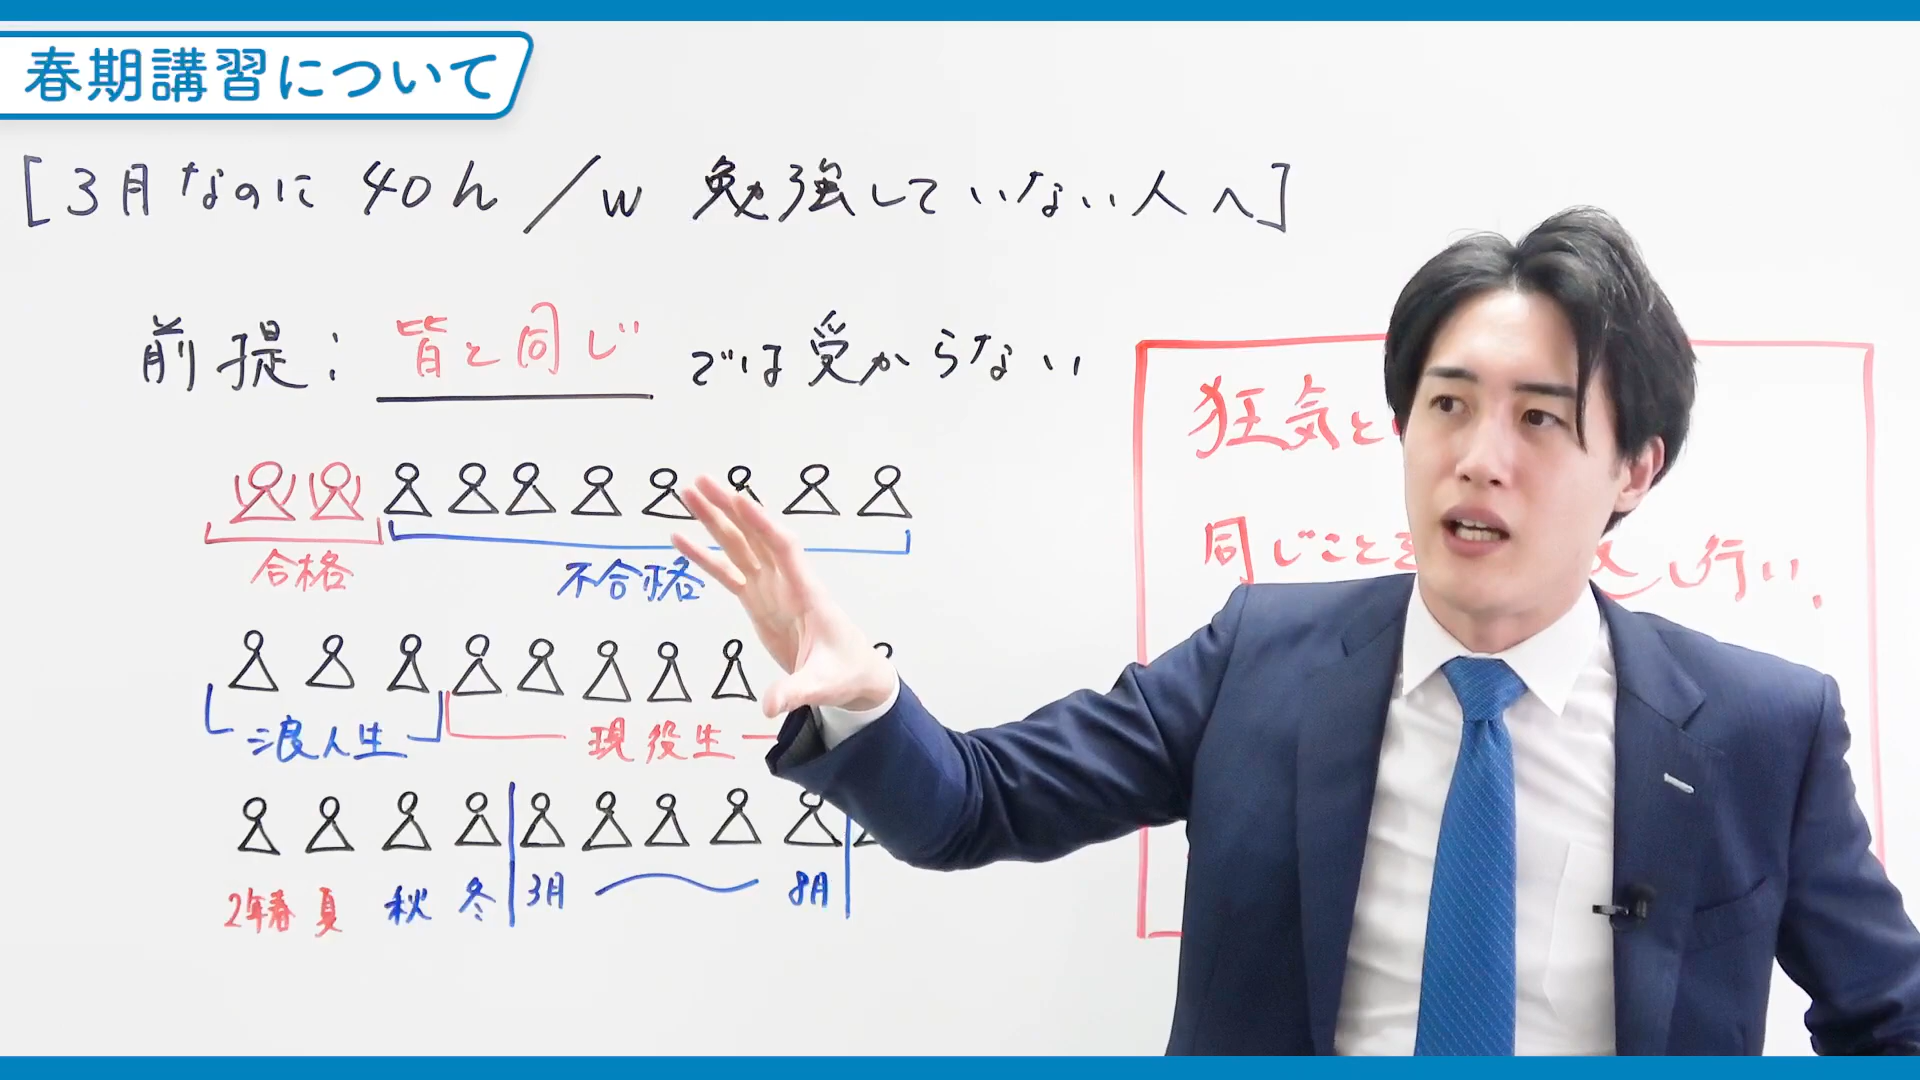 春期講習について
[3月なのに 40h/w 勉強していない人へ]
前提: 皆と同じ では受からない
合格 不合格
浪人生 現役生
2年春 夏 秋 冬 3月 8月
狂気と
同じことを し行い,